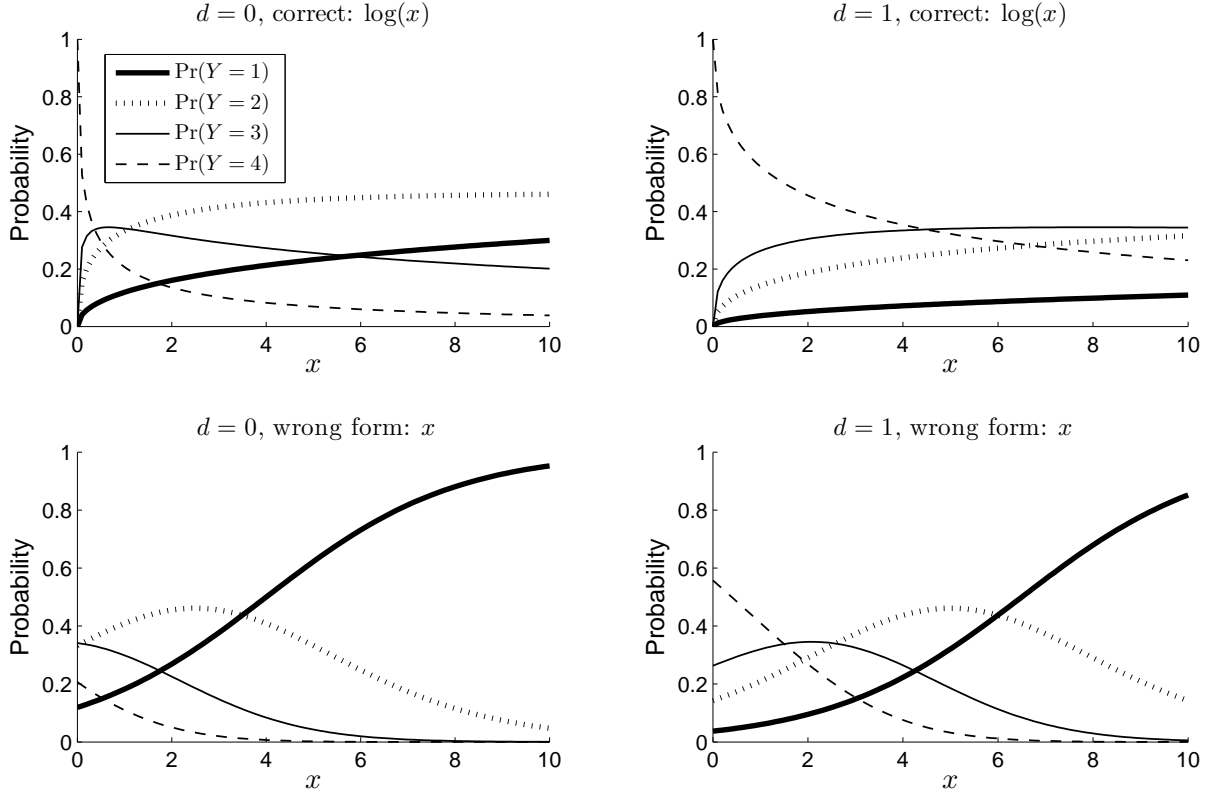 d = 0, correct: log(x)
1
0.8
0.6
0.4
0.2
0
Probability
Pr(Y = 1)
Pr(Y = 2)
Pr(Y = 3)
Pr(Y = 4)
0 2 4 6 8 10
x
d = 1, correct: log(x)
1
0.8
0.6
0.4
0.2
0
Probability
0 2 4 6 8 10
x
d = 0, wrong form: x
1
0.8
0.6
0.4
0.2
0
Probability
0 2 4 6 8 10
x
d = 1, wrong form: x
1
0.8
0.6
0.4
0.2
0
Probability
0 2 4 6 8 10
x